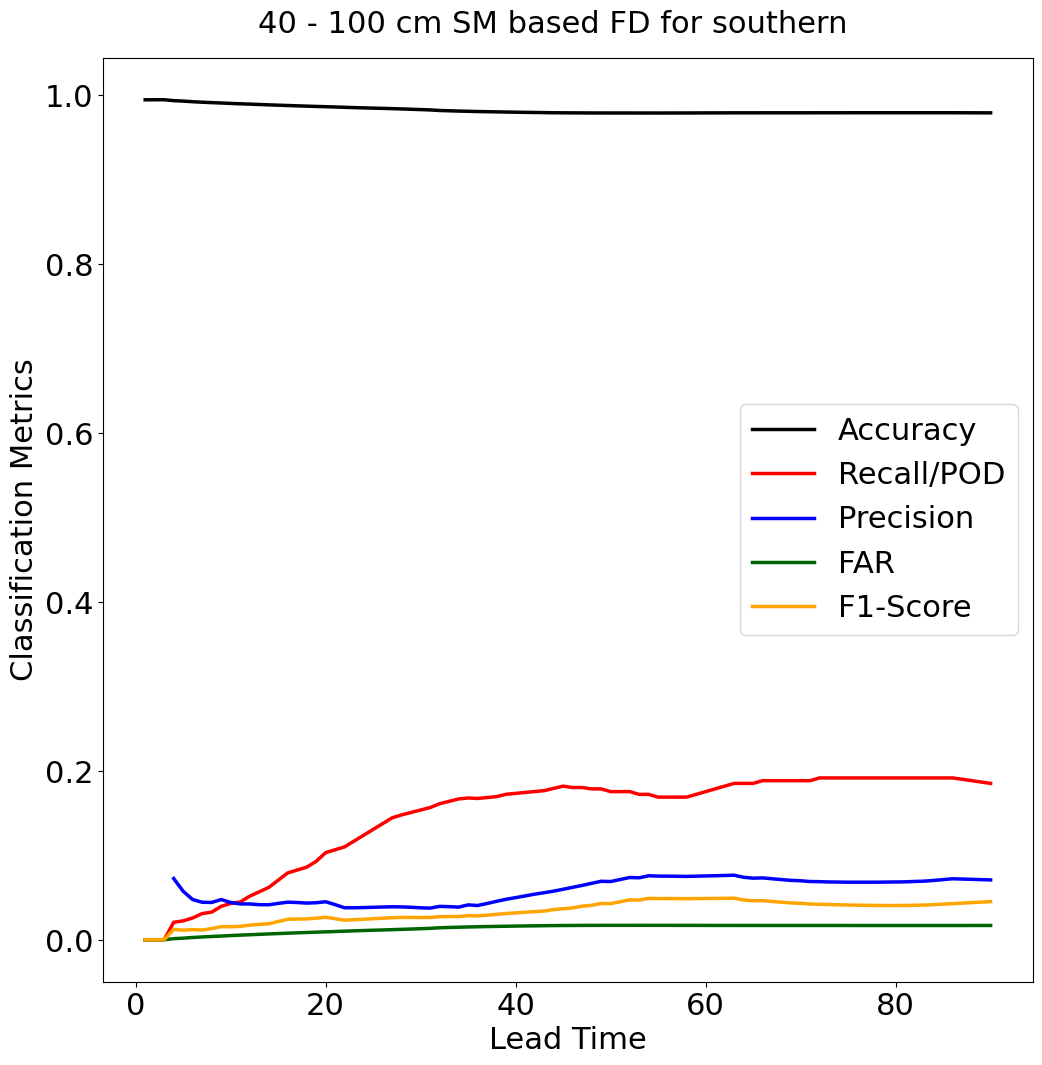 40 - 100 cm SM based FD for southern
Classification Metrics
1.0
0.8
0.6
0.4
0.2
0.0
Accuracy
Recall/POD
Precision
FAR
F1-Score
0 20 40 60 80
Lead Time